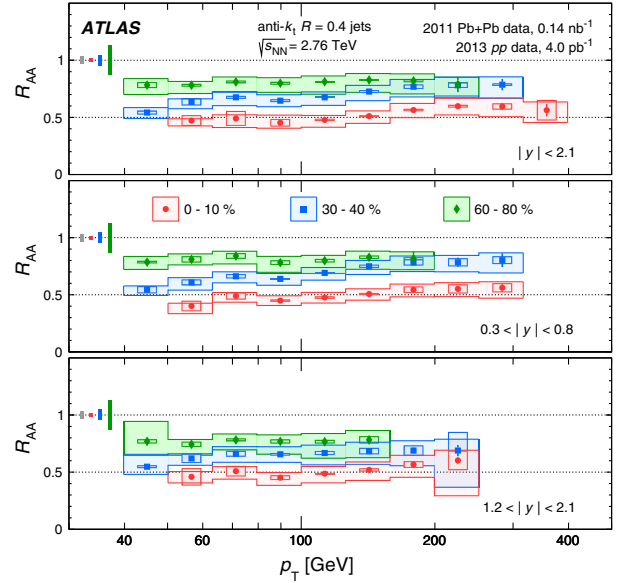 ATLAS
anti-kt R = 0.4 jets
√sNN = 2.76 TeV
2011 Pb+Pb data, 0.14 nb⁻¹
2013 pp data, 4.0 pb⁻¹
RAA
1
0.5
0
| y | < 2.1
0 - 10 %
30 - 40 %
60 - 80 %
RAA
1
0.5
0
0.3 < | y | < 0.8
RAA
1
0.5
0
1.2 < | y | < 2.1
40 60 100 200 500
pT [GeV]